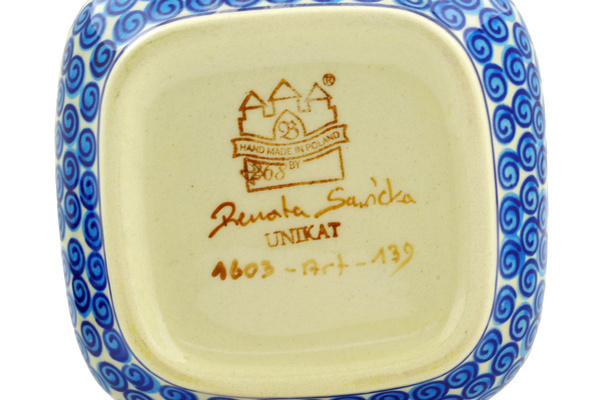 ®
B
HAND MADE IN POLAND
BY
Renata Sawicka
UNIKAT
1603-Art-139